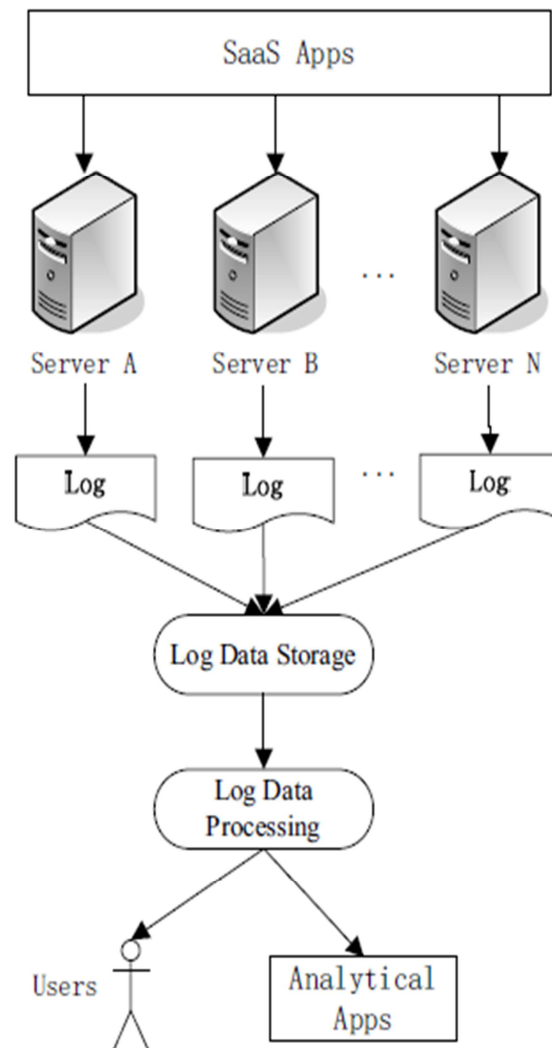 SaaS Apps
...
Server A
Server B
Server N
Log
Log
...
Log
Log Data Storage
Log Data
Processing
Users
Analytical
Apps